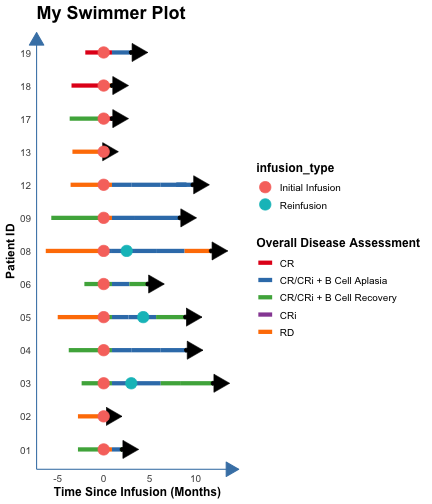 My Swimmer Plot
Patient ID
19
18
17
13
12
09
08
06
05
04
03
02
01
-5 0 5 10
Time Since Infusion (Months)
infusion_type
Initial Infusion
Reinfusion
Overall Disease Assessment
CR
CR/CRi + B Cell Aplasia
CR/CRi + B Cell Recovery
CRi
RD